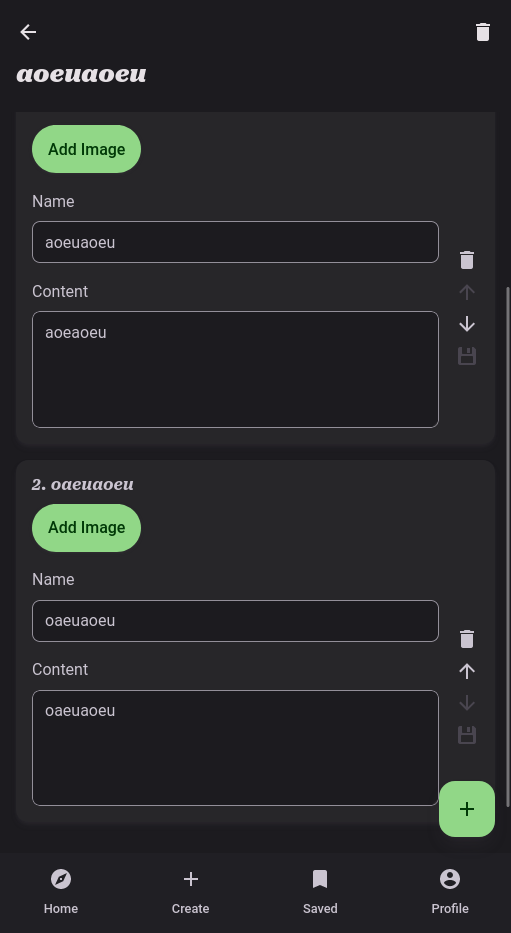 aoeuaoeu
Add Image
Name
aoeuaoeu
Content
aoeaoeu
2. oaeuaoeu
Add Image
Name
oaeuaoeu
Content
oaeuaoeu
Home
Create
Saved
Profile